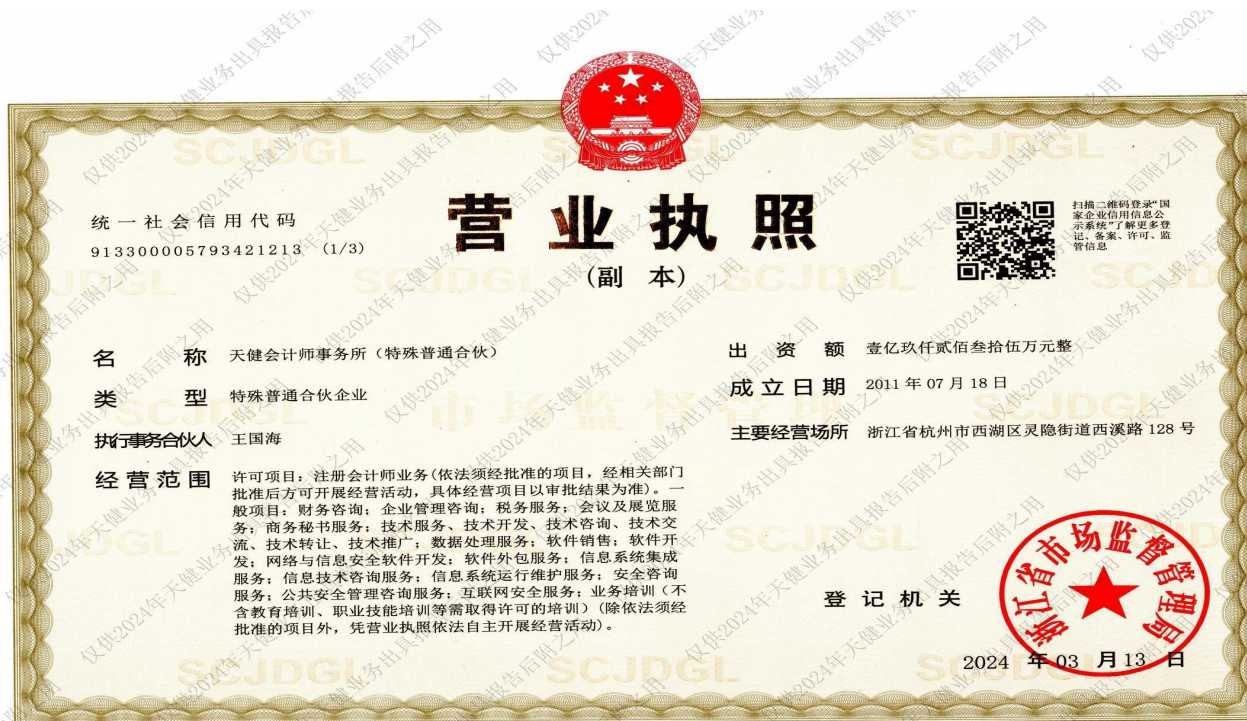 营业执照
(副 本)
统一社会信用代码
913300005793421213 (1/3)
扫描二维码登录“国
家企业信用信息公
示系统”了解更多登
记、备案、许可、监
管信息
名 称 天健会计师事务所（特殊普通合伙）
类 型 特殊普通合伙企业
执行事务合伙人 王国海
经营范围 许可项目：注册会计师业务(依法须经批准的项目，经相关部门
批准后方可开展经营活动，具体经营项目以审批结果为准)。一
般项目：财务咨询；企业管理咨询；税务服务；会议及展览服
务；商务秘书服务；技术服务、技术开发、技术咨询、技术交
流、技术转让、技术推广；数据处理服务；软件销售；软件开
发；网络与信息安全软件开发；软件外包服务；信息系统集成
服务；信息技术咨询服务；信息系统运行维护服务；安全咨询
服务；公共安全管理咨询服务；互联网安全服务；业务培训（不
含教育培训、职业技能培训等需取得许可的培训）(除依法须经
批准的项目外，凭营业执照依法自主开展经营活动)。
出 资 额 壹亿玖仟贰佰叁拾伍万元整
成立日期 2011 年 07 月 18 日
主要经营场所 浙江省杭州市西湖区灵隐街道西溪路 128 号
登记机关
浙江省市场监督管理局
2024 年 03 月 13 日
SCJDGL
市场监督管理
仅供2024年天健业务出具报告后附之用